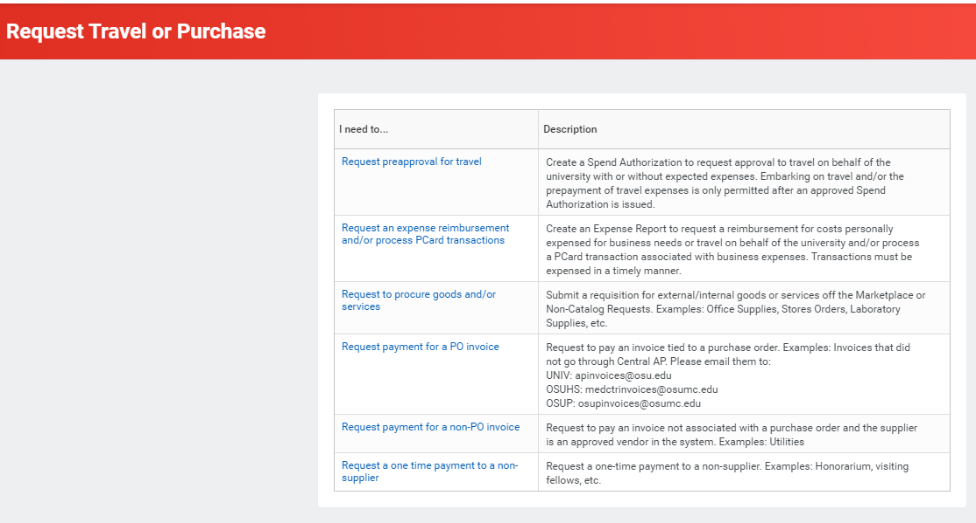 Request Travel or Purchase
I need to...
Description
Request preapproval for travel
Create a Spend Authorization to request approval to travel on behalf of the
university with or without expected expenses. Embarking on travel and/or the
prepayment of travel expenses is only permitted after an approved Spend
Authorization is issued.
Request an expense reimbursement
and/or process PCard transactions
Create an Expense Report to request a reimbursement for costs personally
expensed for business needs or travel on behalf of the university and/or process
a PCard transaction associated with business expenses. Transactions must be
expensed in a timely manner.
Request to procure goods and/or
services
Submit a requisition for external/internal goods or services off the Marketplace or
Non-Catalog Requests. Examples: Office Supplies, Stores Orders, Laboratory
Supplies, etc.
Request payment for a PO invoice
Request to pay an invoice tied to a purchase order. Examples: Invoices that did
not go through Central AP. Please email them to:
UNIV: apinvoices@osu.edu
OSUHS: medctrinvoices@osumc.edu
OSUP: osupinvoices@osumc.edu
Request payment for a non-PO invoice
Request to pay an invoice not associated with a purchase order and the supplier
is an approved vendor in the system. Examples: Utilities
Request a one time payment to a non-
supplier
Request a one-time payment to a non-supplier. Examples: Honorarium, visiting
fellows, etc.